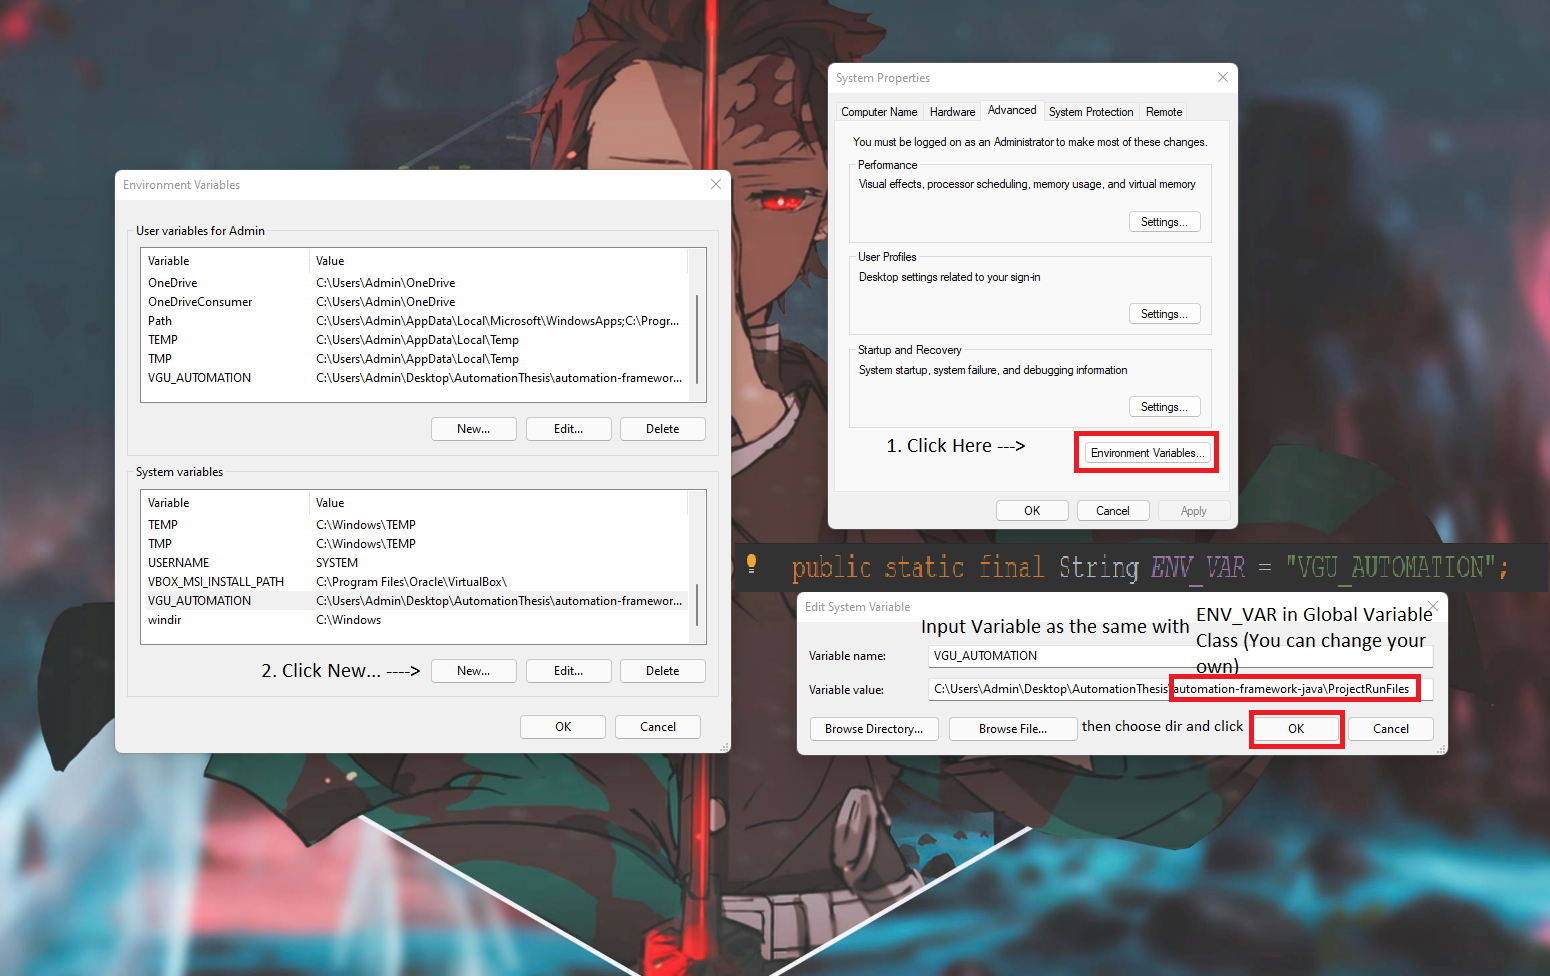 System Properties
Computer Name Hardware Advanced System Protection Remote
You must be logged on as an Administrator to make most of these changes.
Performance
Visual effects, processor scheduling, memory usage, and virtual memory
Settings...
User Profiles
Desktop settings related to your sign-in
Settings...
Startup and Recovery
System startup, system failure, and debugging information
Settings...
1. Click Here --->
Environment Variables...
OK Cancel Apply
Environment Variables
User variables for Admin
Variable Value
OneDrive C:\Users\Admin\OneDrive
OneDriveConsumer C:\Users\Admin\OneDrive
Path C:\Users\Admin\AppData\Local\Microsoft\WindowsApps;C:\Progr...
TEMP C:\Users\Admin\AppData\Local\Temp
TMP C:\Users\Admin\AppData\Local\Temp
VGU_AUTOMATION C:\Users\Admin\Desktop\AutomationThesis\automation-framewor...
New... Edit... Delete
System variables
Variable Value
TEMP C:\Windows\TEMP
TMP C:\Windows\TEMP
USERNAME SYSTEM
VBOX_MSI_INSTALL_PATH C:\Program Files\Oracle\VirtualBox\
VGU_AUTOMATION C:\Users\Admin\Desktop\AutomationThesis\automation-framewor...
windir C:\Windows
2. Click New... ---->
New... Edit... Delete
OK Cancel
public static final String ENV_VAR = "VGU_AUTOMATION";
Edit System Variable
Input Variable as the same with
ENV_VAR in Global Variable
Class (You can change your
own)
Variable name: VGU_AUTOMATION
Variable value: C:\Users\Admin\Desktop\AutomationThesis\automation-framework-java\ProjectRunFiles
Browse Directory... Browse File... then choose dir and click OK Cancel